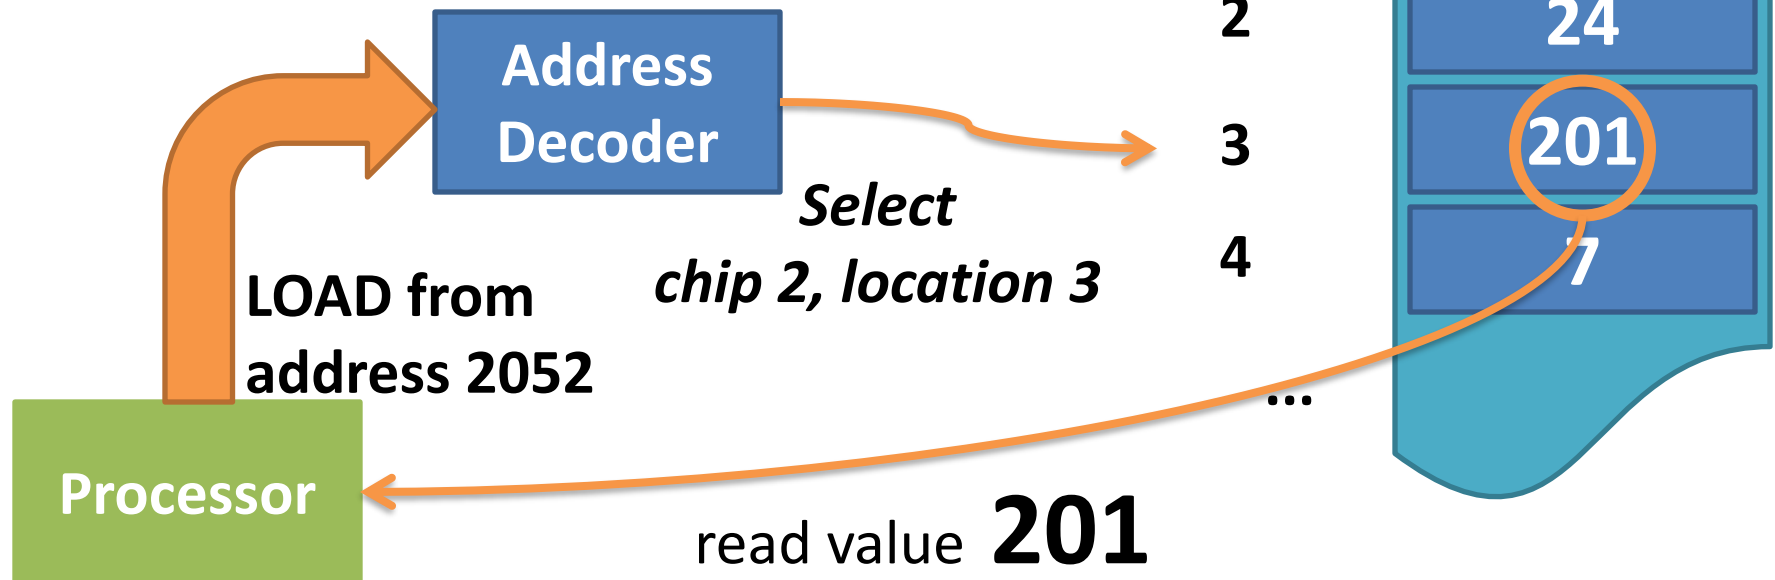 2
24
Address
Decoder
3
201
Select
chip 2, location 3
4
7
LOAD from
address 2052
...
Processor
read value 201